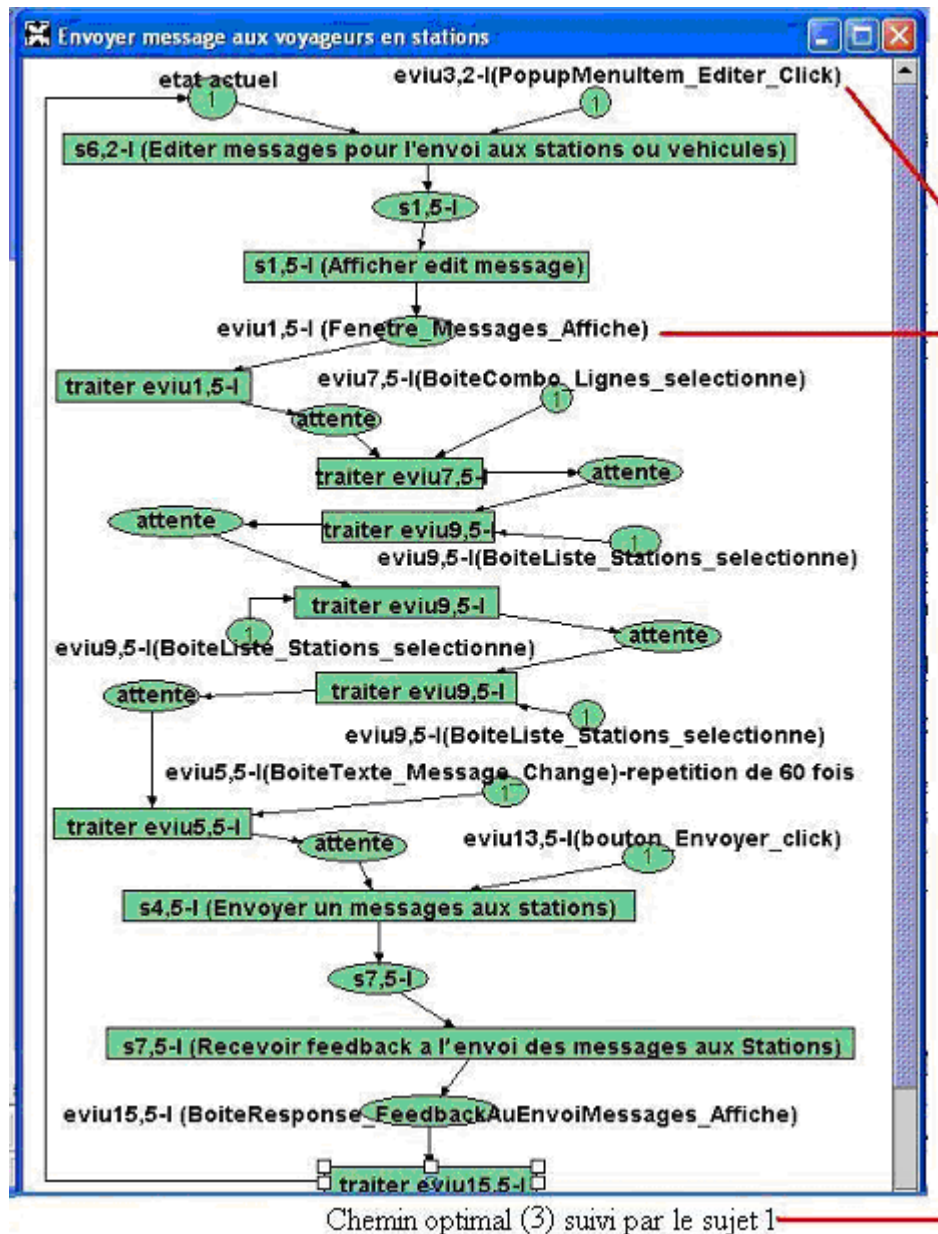 Envoyer message aux voyageurs en stations
etat actuel
eviu3,2-I(PopupMenuItem_Editer_Click)
1
1
s6,2-I (Editer messages pour l'envoi aux stations ou vehicules)
s1,5-I
s1,5-I (Afficher edit message)
eviu1,5-I (Fenetre_Messages_Affiche)
traiter eviu1,5-I
eviu7,5-I(BoiteCombo_Lignes_selectionne)
1
attente
traiter eviu7,5-I
attente
attente
traiter eviu9,5-I
1
eviu9,5-I(BoiteListe_Stations_selectionne)
traiter eviu9,5-I
1
attente
eviu9,5-I(BoiteListe_Stations_selectionne)
traiter eviu9,5-I
attente
1
eviu9,5-I(BoiteListe_Stations_selectionne)
eviu5,5-I(BoiteTexte_Message_Change)-repetition de 60 fois
1
traiter eviu5,5-I
attente
eviu13,5-I(bouton_Envoyer_click)
1
s4,5-I (Envoyer un messages aux stations)
s7,5-I
s7,5-I (Recevoir feedback a l'envoi des messages aux Stations)
eviu15,5-I (BoiteResponse_FeedbackAuEnvoiMessages_Affiche)
traiter eviu15,5-I
Chemin optimal (3) suivi par le sujet 1